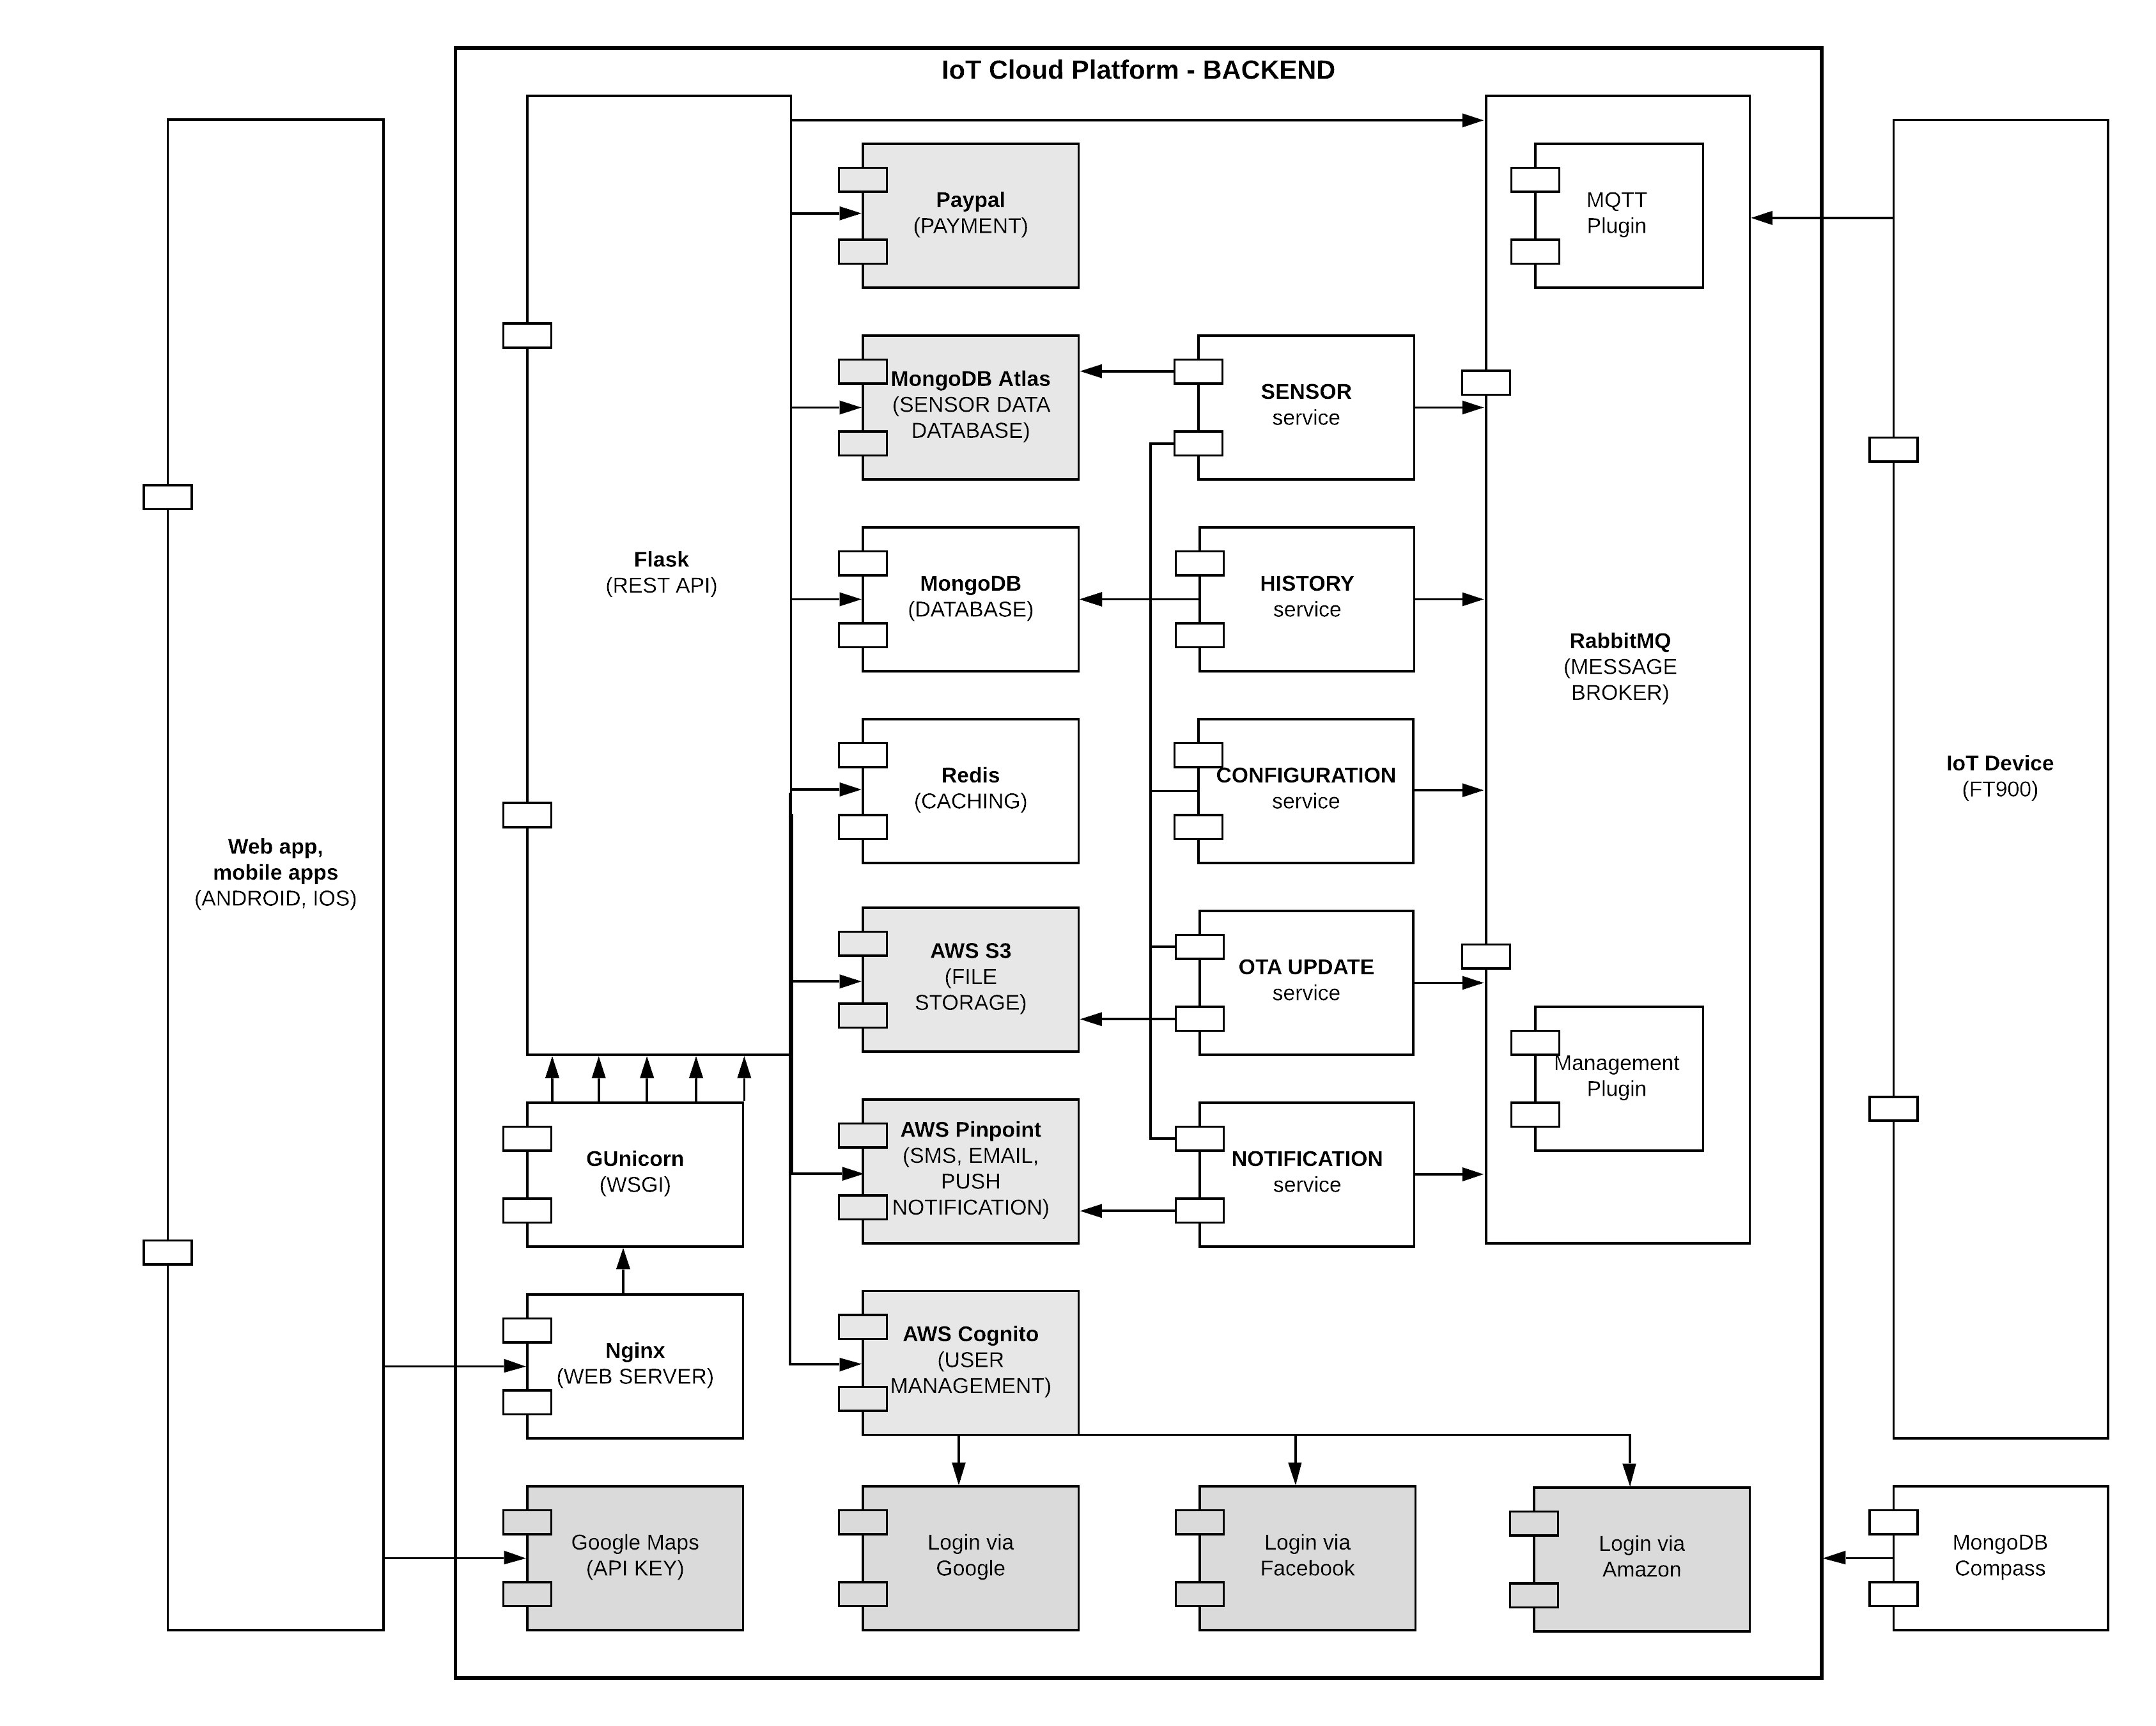 IoT Cloud Platform - BACKEND
Web app,
mobile apps
(ANDROID, IOS)
Flask
(REST API)
GUnicorn
(WSGI)
Nginx
(WEB SERVER)
Google Maps
(API KEY)
Paypal
(PAYMENT)
MongoDB Atlas
(SENSOR DATA
DATABASE)
MongoDB
(DATABASE)
Redis
(CACHING)
AWS S3
(FILE
STORAGE)
AWS Pinpoint
(SMS, EMAIL,
PUSH
NOTIFICATION)
AWS Cognito
(USER
MANAGEMENT)
Login via
Google
SENSOR
service
HISTORY
service
CONFIGURATION
service
OTA UPDATE
service
NOTIFICATION
service
Login via
Facebook
MQTT
Plugin
RabbitMQ
(MESSAGE
BROKER)
Management
Plugin
Login via
Amazon
IoT Device
(FT900)
MongoDB
Compass